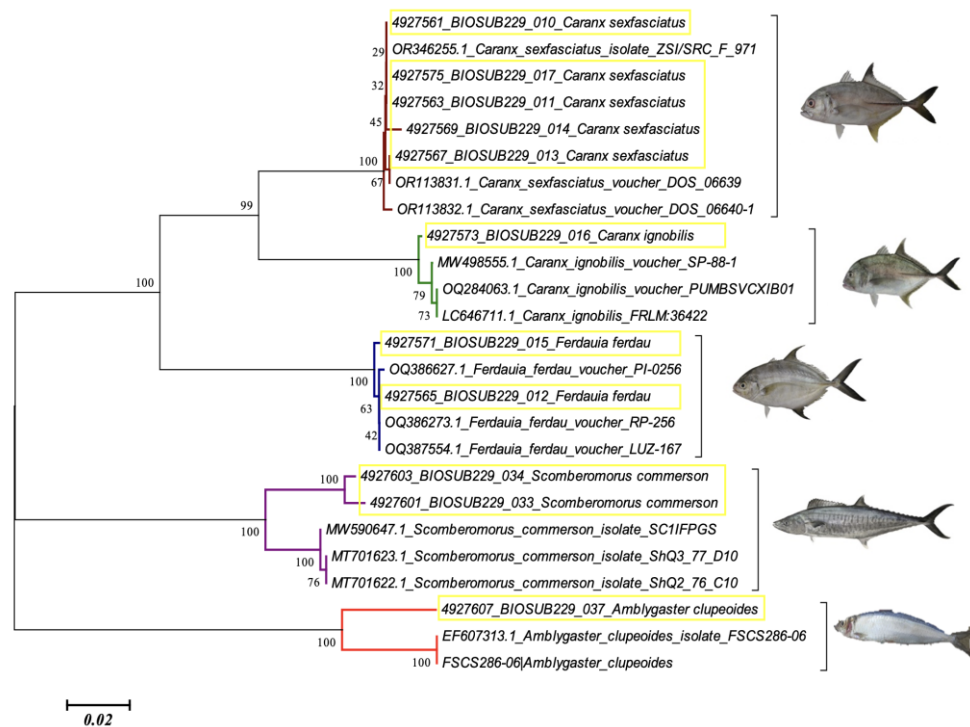 4927561_BIOSUB229_010_Caranx sexfasciatus
29
OR346255.1_Caranx_sexfasciatus_isolate_ZSI/SRC_F_971
4927575_BIOSUB229_017_Caranx sexfasciatus
32
4927563_BIOSUB229_011_Caranx sexfasciatus
45
4927569_BIOSUB229_014_Caranx sexfasciatus
4927567_BIOSUB229_013_Caranx sexfasciatus
100
67
OR113831.1_Caranx_sexfasciatus_voucher_DOS_06639
99
OR113832.1_Caranx_sexfasciatus_voucher_DOS_06640-1
4927573_BIOSUB229_016_Caranx ignobilis
MW498555.1_Caranx_ignobilis_voucher_SP-88-1
100
100
79
OQ284063.1_Caranx_ignobilis_voucher_PUMBSVCXIB01
73
LC646711.1_Caranx_ignobilis_FRLM:36422
4927571_BIOSUB229_015_Ferdauia ferdau
OQ386627.1_Ferdauia_ferdau_voucher_PI-0256
100
4927565_BIOSUB229_012_Ferdauia ferdau
63
OQ386273.1_Ferdauia_ferdau_voucher_RP-256
42
OQ387554.1_Ferdauia_ferdau_voucher_LUZ-167
4927603_BIOSUB229_034_Scomberomorus commerson
100
4927601_BIOSUB229_033_Scomberomorus commerson
100
MW590647.1_Scomberomorus_commerson_isolate_SC1IFPGS
100
MT701623.1_Scomberomorus_commerson_isolate_ShQ3_77_D10
76
MT701622.1_Scomberomorus_commerson_isolate_ShQ2_76_C10
4927607_BIOSUB229_037_Amblygaster clupeoides
100
EF607313.1_Amblygaster_clupeoides_isolate_FSCS286-06
100
FSCS286-06|Amblygaster_clupeoides
0.02